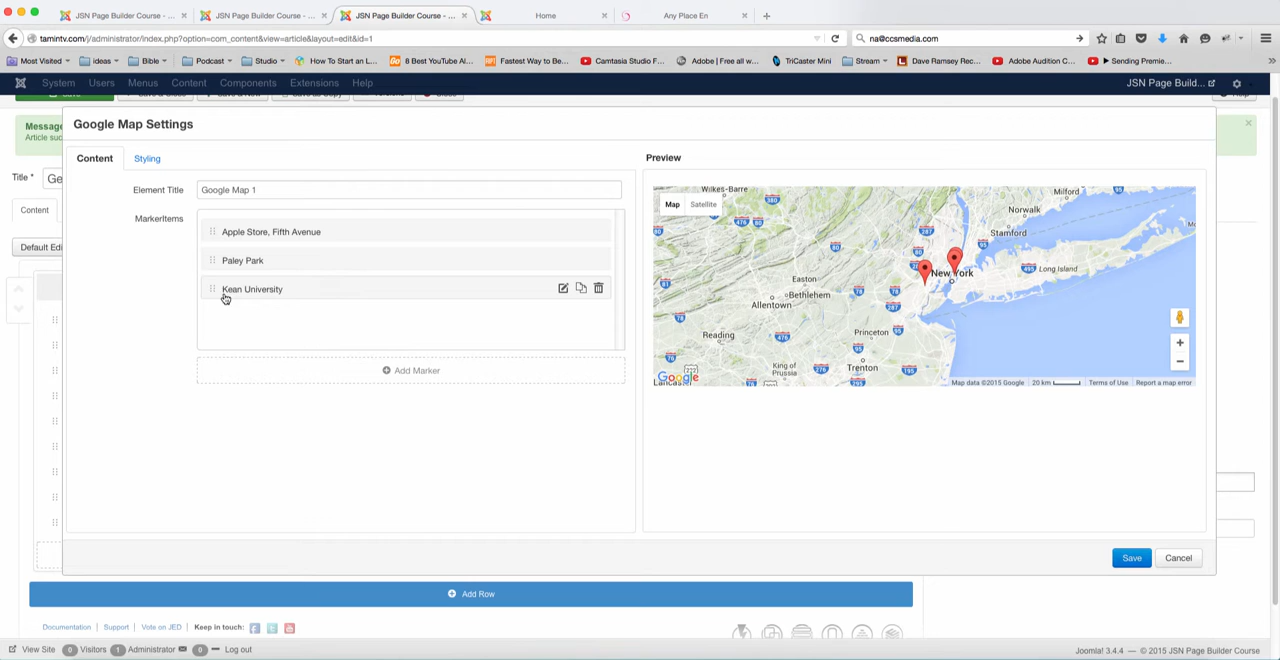 JSN Page Builder Course - ...
JSN Page Builder Course - ...
JSN Page Builder Course - ...
Home
Any Place En
tamintv.com/j/administrator/index.php?option=com_content&view=article&layout=edit&id=1
na@ccsmedia.com
Most Visited
ideas
Bible
Podcast
Studio
How To Start an L...
8 Best YouTube Al...
Fastest Way to Be...
Camtasia Studio F...
Adobe | Free all w...
TriCaster Mini
Stream
Dave Ramsey Rec...
Adobe Audition C...
Sending Premie...
System
Users
Menus
Content
Components
Extensions
Help
JSN Page Build...
Message
Article suc
Title *
Ge
Content
Default Edi
Google Map Settings
Content
Styling
Element Title
Google Map 1
MarkerItems
Apple Store, Fifth Avenue
Paley Park
Kean University
Add Marker
Preview
Map
Satellite
Wilkes-Barre
Milford
Norwalk
Stamford
New York
Long Island
Easton
Bethlehem
Allentown
Reading
Princeton
King of
Prussia
Trenton
Google
Map data ©2015 Google
20 km
Terms of Use
Report a map error
Save
Cancel
Add Row
Documentation | Support | Vote on JED | Keep in touch:
View Site
0 Visitors
1 Administrator
0
Log out
Joomla! 3.4.4 — © 2015 JSN Page Builder Course